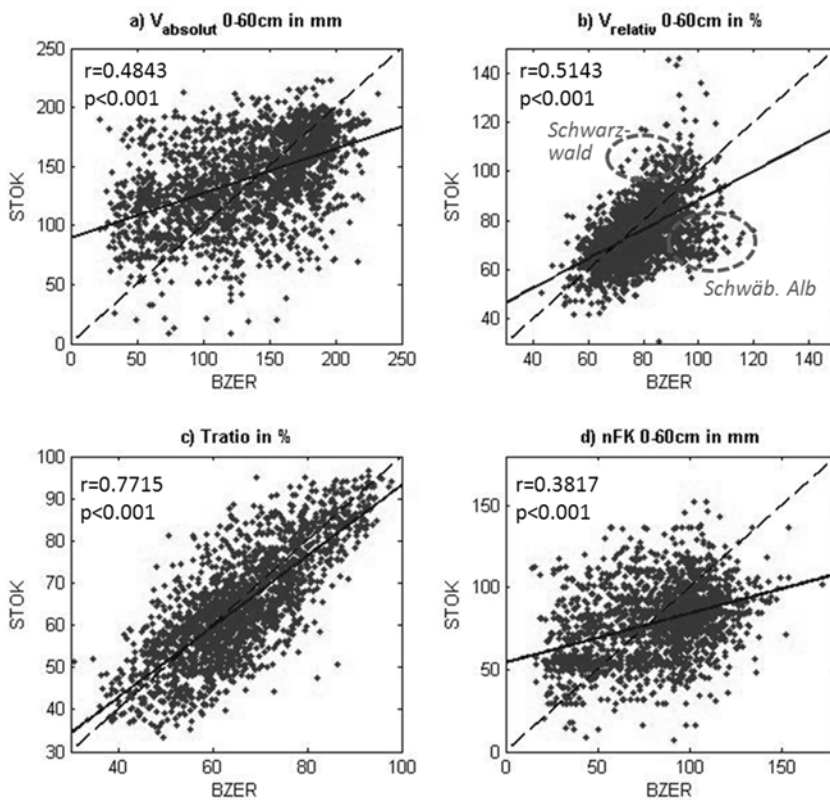 a) Vabsolut 0-60cm in mm
r=0.4843
p<0.001
250
200
150
100
50
0
STOK
0 50 100 150 200 250
BZER
b) Vrelativ 0-60cm in %
r=0.5143
p<0.001
Schwarz-
wald
Schwäb. Alb
140
120
100
80
60
40
STOK
40 60 80 100 120 140
BZER
c) Tratio in %
r=0.7715
p<0.001
100
90
80
70
60
50
40
30
STOK
40 60 80 100
BZER
d) nFK 0-60cm in mm
r=0.3817
p<0.001
150
100
50
0
STOK
0 50 100 150
BZER